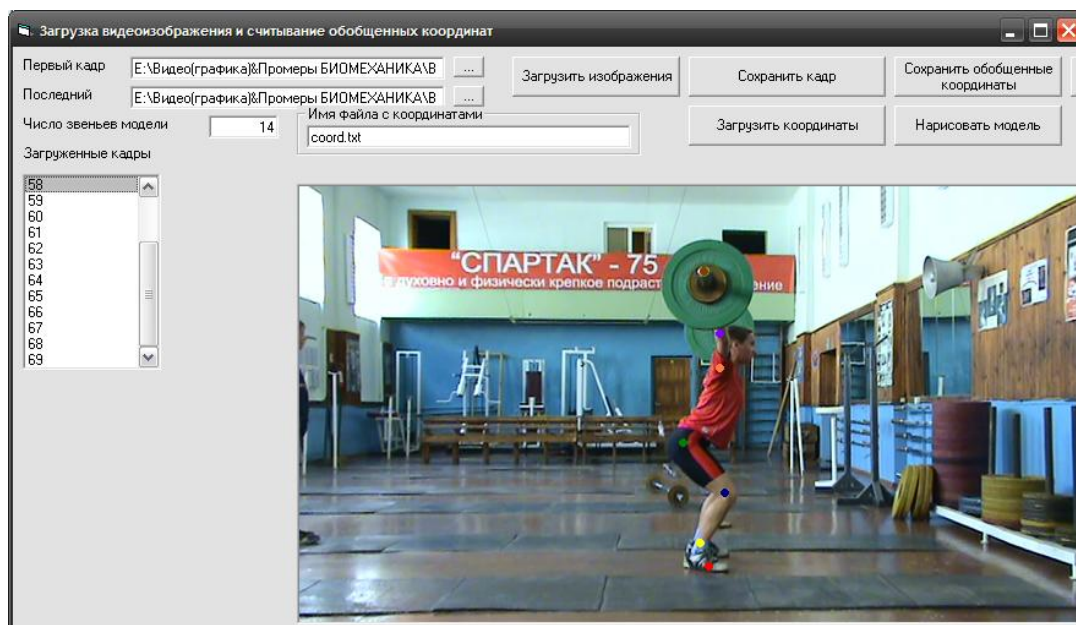 Загрузка видеоизображения и считывание обобщенных координат
Первый кадр
E:\Видео(графика)&Промеры БИОМЕХАНИКА\В
...
Загрузить изображения
Сохранить кадр
Сохранить обобщенные
координаты
Последний
E:\Видео(графика)&Промеры БИОМЕХАНИКА\В
...
Число звеньев модели
14
Имя файла с координатами
coord.txt
Загрузить координаты
Нарисовать модель
Загруженные кадры
58
59
60
61
62
63
64
65
66
67
68
69
"СПАРТАК" - 75
духовно и физически крепкое подраст ение